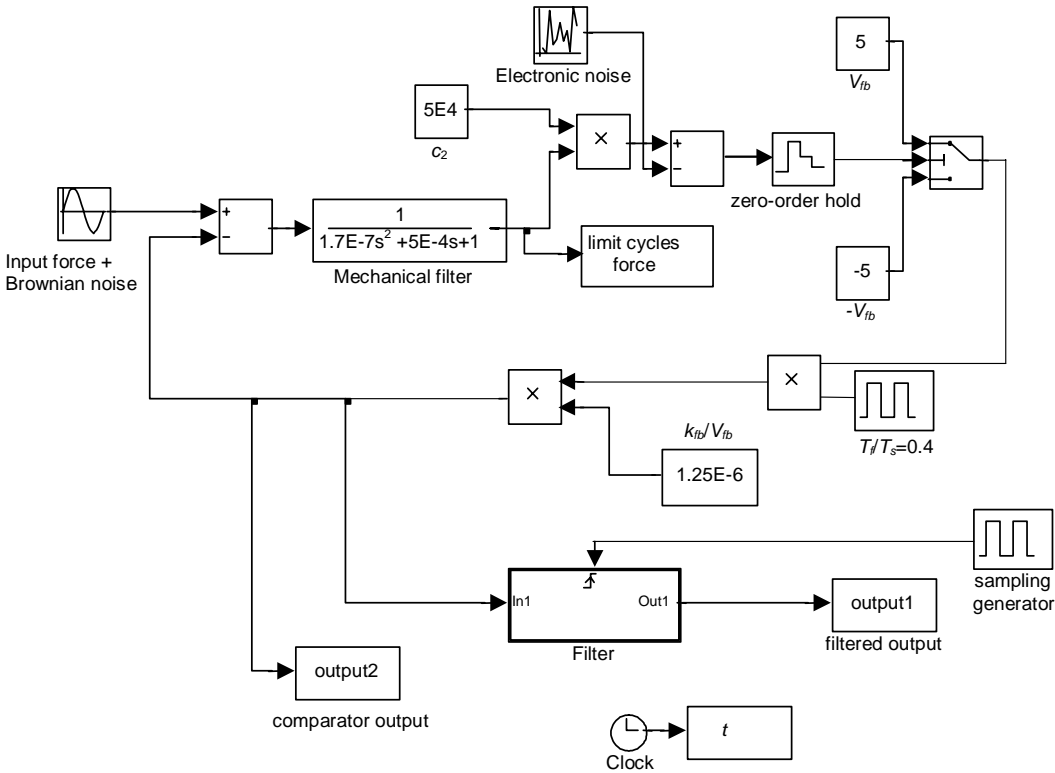 Electronic noise
5
V_fb
5E4
c_2
×
+
−
zero-order hold
-5
-V_fb
Input force +
Brownian noise
+
−
1
1.7E-7s^2 +5E-4s+1
Mechanical filter
limit cycles
force
×
×
k_fb/V_fb
1.25E-6
T_f/T_s=0.4
In1
Out1
Filter
output1
filtered output
sampling
generator
output2
comparator output
Clock
t